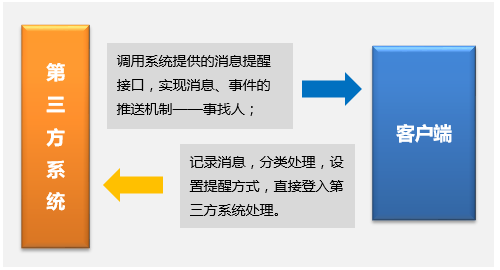 第三方系统
调用系统提供的消息提醒
接口，实现消息、事件的
推送机制——事找人；
客户端
记录消息，分类处理，设
置提醒方式，直接登入第
三方系统处理。